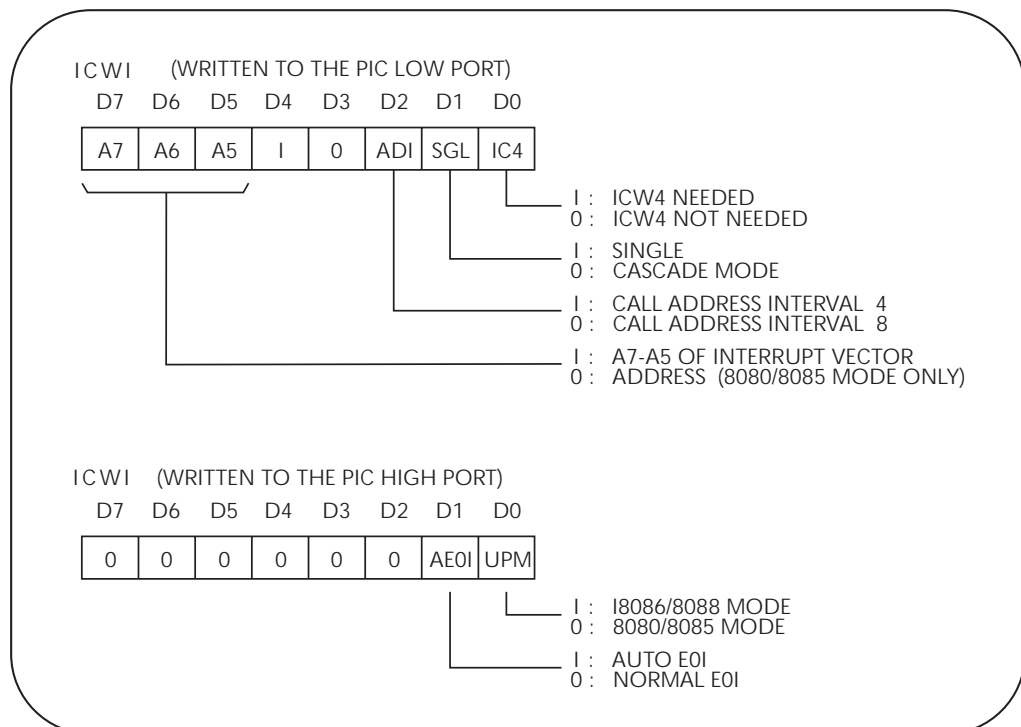 ICWI (WRITTEN TO THE PIC LOW PORT)
D7 D6 D5 D4 D3 D2 D1 D0
A7 A6 A5 I 0 ADI SGL IC4
I : ICW4 NEEDED
0 : ICW4 NOT NEEDED
I : SINGLE
0 : CASCADE MODE
I : CALL ADDRESS INTERVAL 4
0 : CALL ADDRESS INTERVAL 8
I : A7-A5 OF INTERRUPT VECTOR
0 : ADDRESS (8080/8085 MODE ONLY)
ICWI (WRITTEN TO THE PIC HIGH PORT)
D7 D6 D5 D4 D3 D2 D1 D0
0 0 0 0 0 0 AE0I UPM
I : I8086/8088 MODE
0 : 8080/8085 MODE
I : AUTO E0I
0 : NORMAL E0I